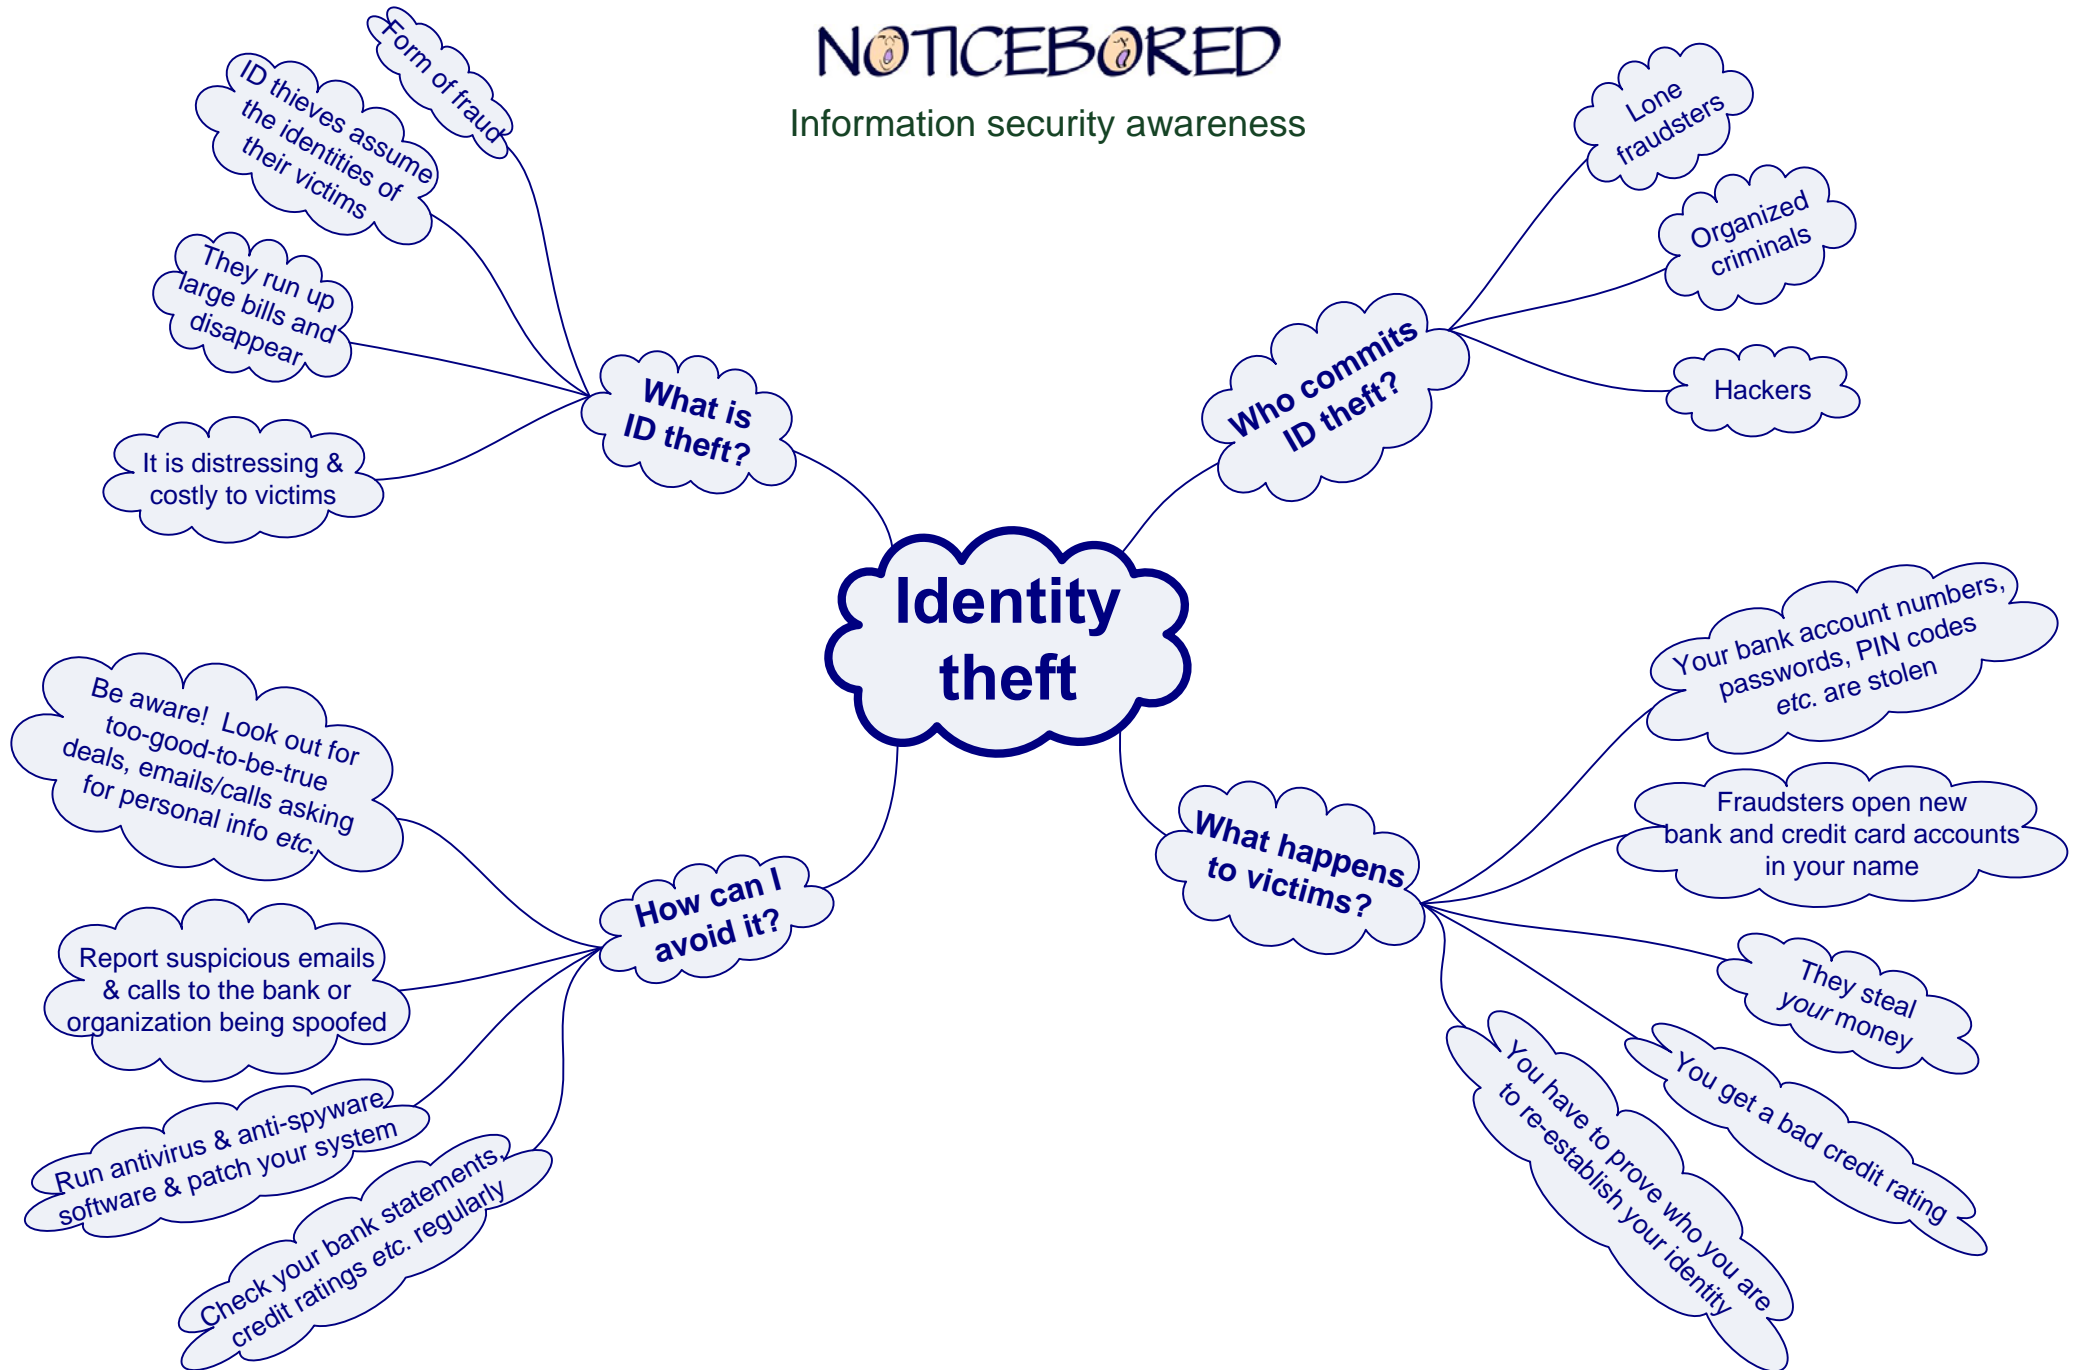 NOTICEBORED
Information security awareness
Identity
theft
What is
ID theft?
Form of fraud
ID thieves assume
the identities of
their victims
They run up
large bills and
disappear
It is distressing &
costly to victims
Who commits
ID theft?
Lone
fraudsters
Organized
criminals
Hackers
What happens
to victims?
Your bank account numbers,
passwords, PIN codes
etc. are stolen
Fraudsters open new
bank and credit card accounts
in your name
They steal
your money
You get a bad credit rating
You have to prove who you are
to re-establish your identity
How can I
avoid it?
Be aware!  Look out for
too-good-to-be-true
deals, emails/calls asking
for personal info etc.
Report suspicious emails
& calls to the bank or
organization being spoofed
Run antivirus & anti-spyware
software & patch your system
Check your bank statements,
credit ratings etc. regularly